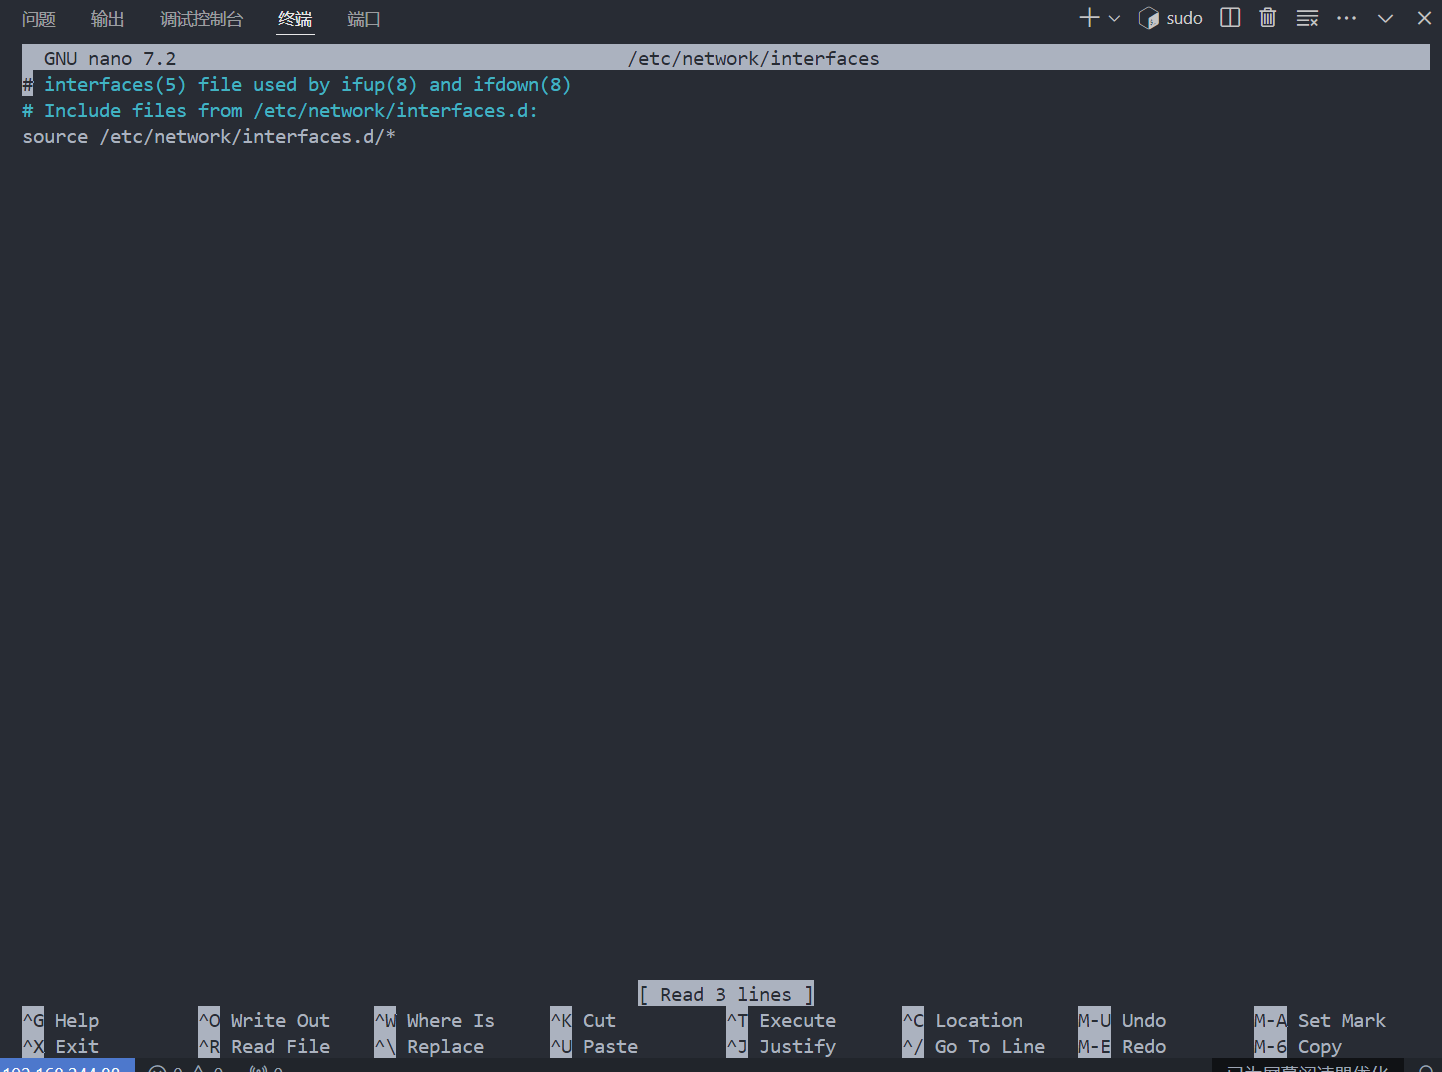 问题 输出 调试控制台 终端 端口 sudo
GNU nano 7.2 /etc/network/interfaces
# interfaces(5) file used by ifup(8) and ifdown(8)
# Include files from /etc/network/interfaces.d:
source /etc/network/interfaces.d/*
[ Read 3 lines ]
^G Help ^O Write Out ^W Where Is ^K Cut ^T Execute ^C Location M-U Undo M-A Set Mark
^X Exit ^R Read File ^\ Replace ^U Paste ^J Justify ^/ Go To Line M-E Redo M-6 Copy